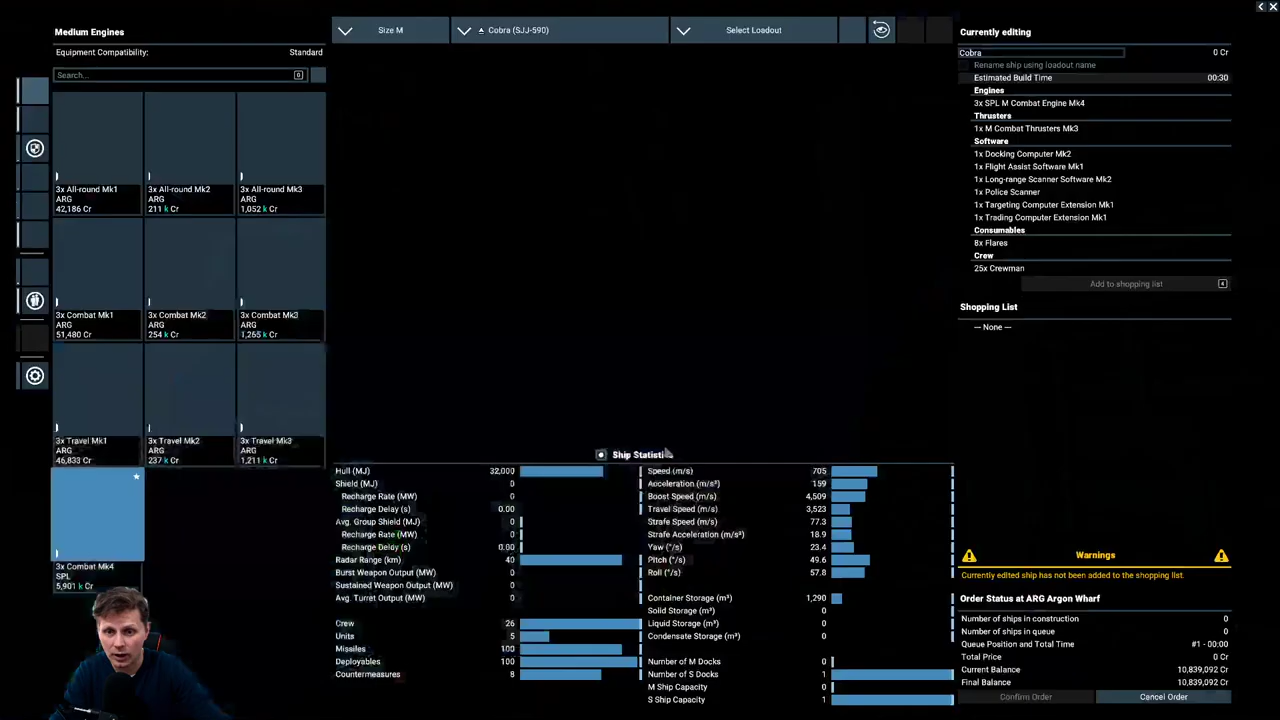 Medium Engines
Equipment Compatibility: Standard
Search...
3x All-round Mk1
ARG
42,186 Cr
3x All-round Mk2
ARG
211 k Cr
3x All-round Mk3
ARG
1,052 k Cr
3x Combat Mk1
ARG
51,480 Cr
3x Combat Mk2
ARG
254 k Cr
3x Combat Mk3
ARG
1,265 k Cr
3x Travel Mk1
ARG
46,833 Cr
3x Travel Mk2
ARG
237 k Cr
3x Travel Mk3
ARG
1,211 k Cr
3x Combat Mk4
SPL
5,901 k Cr
Size M
Cobra (SJJ-590)
Select Loadout
Ship Statisti
Hull (MJ) 32,000
Shield (MJ) 0
Recharge Rate (MW) 0
Recharge Delay (s) 0.00
Avg. Group Shield (MJ) 0
Recharge Rate (MW) 0
Recharge Delay (s) 0.00
Radar Range (km) 40
Burst Weapon Output (MW) 0
Sustained Weapon Output (MW) 0
Avg. Turret Output (MW) 0
Crew 26
Units 5
Missiles 100
Deployables 100
Countermeasures 8
Speed (m/s) 705
Acceleration (m/s²) 159
Boost Speed (m/s) 4,509
Travel Speed (m/s) 3,523
Strafe Speed (m/s) 77.3
Strafe Acceleration (m/s²) 18.9
Yaw (°/s) 23.4
Pitch (°/s) 49.6
Roll (°/s) 57.8
Container Storage (m³) 1,290
Solid Storage (m³) 0
Liquid Storage (m³) 0
Condensate Storage (m³) 0
Number of M Docks 0
Number of S Docks 1
M Ship Capacity 0
S Ship Capacity 1
Currently editing
Cobra 0 Cr
Rename ship using loadout name
Estimated Build Time 00:30
Engines
3x SPL M Combat Engine Mk4
Thrusters
1x M Combat Thrusters Mk3
Software
1x Docking Computer Mk2
1x Flight Assist Software Mk1
1x Long-range Scanner Software Mk2
1x Police Scanner
1x Targeting Computer Extension Mk1
1x Trading Computer Extension Mk1
Consumables
8x Flares
Crew
25x Crewman
Add to shopping list
Shopping List
— None —
Warnings
Currently edited ship has not been added to the shopping list.
Order Status at ARG Argon Wharf
Number of ships in construction 0
Number of ships in queue 0
Queue Position and Total Time #1 - 00:00
Total Price 0 Cr
Current Balance 10,839,092 Cr
Final Balance 10,839,092 Cr
Confirm Order
Cancel Order